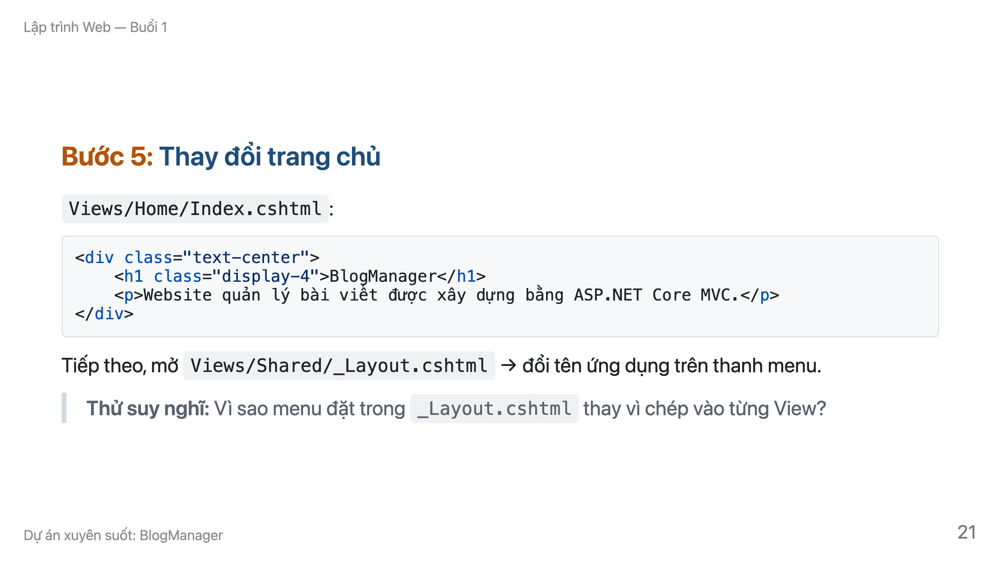 Lập trình Web — Buổi 1
Bước 5: Thay đổi trang chủ
Views/Home/Index.cshtml:
<div class="text-center">
    <h1 class="display-4">BlogManager</h1>
    <p>Website quản lý bài viết được xây dựng bằng ASP.NET Core MVC.</p>
</div>
Tiếp theo, mở Views/Shared/_Layout.cshtml → đổi tên ứng dụng trên thanh menu.
Thử suy nghĩ: Vì sao menu đặt trong _Layout.cshtml thay vì chép vào từng View?
Dự án xuyên suốt: BlogManager
21